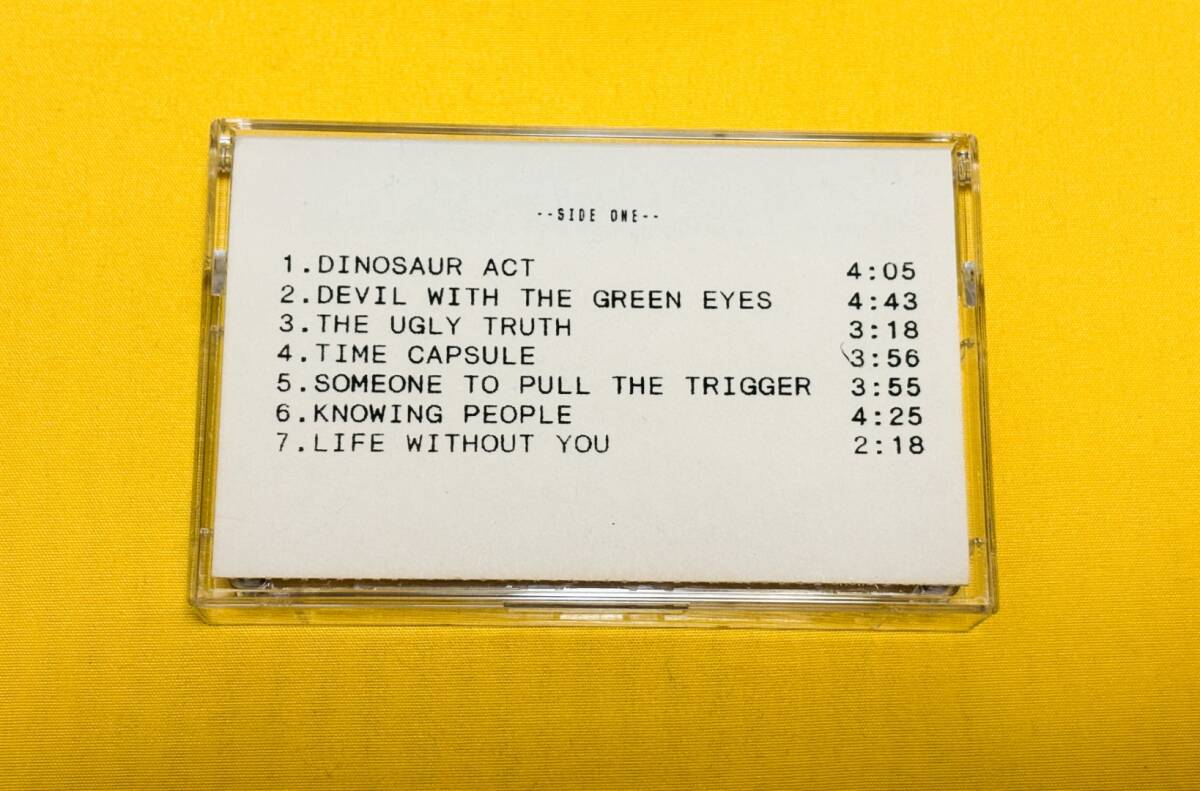 --SIDE ONE--
1.DINOSAUR ACT 4:05
2.DEVIL WITH THE GREEN EYES 4:43
3.THE UGLY TRUTH 3:18
4.TIME CAPSULE 3:56
5.SOMEONE TO PULL THE TRIGGER 3:55
6.KNOWING PEOPLE 4:25
7.LIFE WITHOUT YOU 2:18